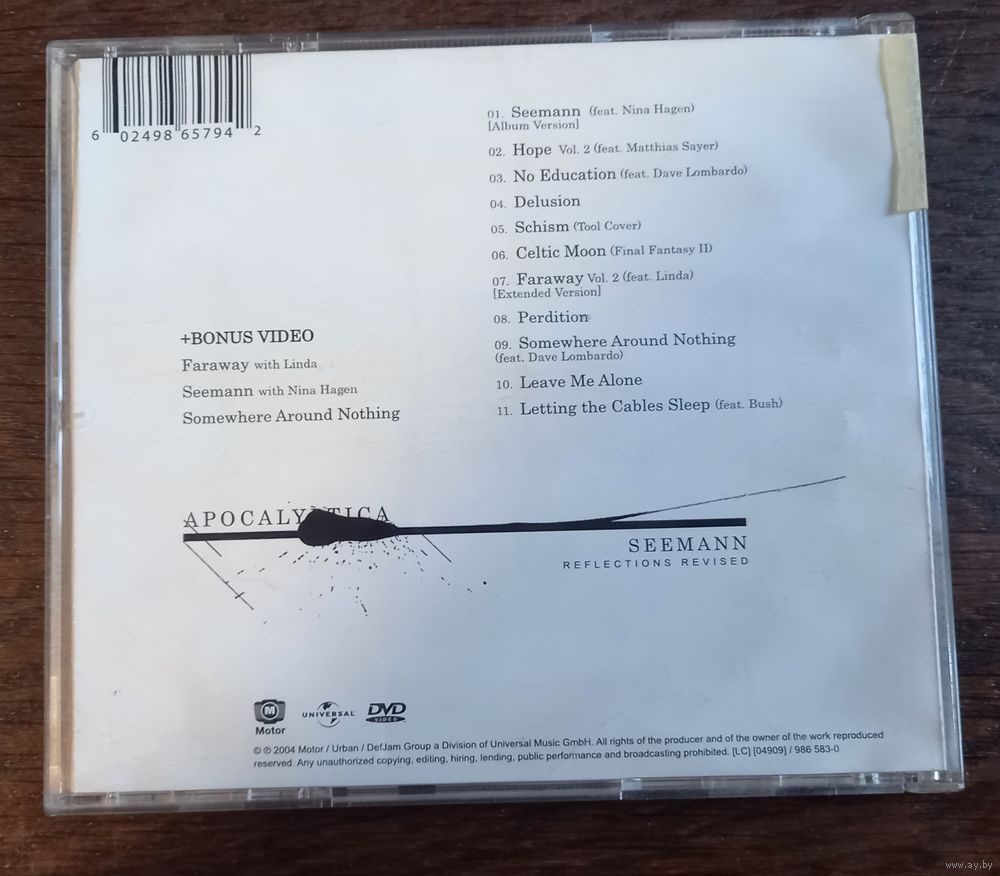 6 02498 65794 2
01. Seemann (feat. Nina Hagen)
[Album Version]
02. Hope Vol. 2 (feat. Matthias Sayer)
03. No Education (feat. Dave Lombardo)
04. Delusion
05. Schism (Tool Cover)
06. Celtic Moon (Final Fantasy II)
07. Faraway Vol. 2 (feat. Linda)
[Extended Version]
08. Perdition
09. Somewhere Around Nothing
(feat. Dave Lombardo)
10. Leave Me Alone
11. Letting the Cables Sleep (feat. Bush)
+BONUS VIDEO
Faraway with Linda
Seemann with Nina Hagen
Somewhere Around Nothing
APOCALYPTICA
SEEMANN
REFLECTIONS REVISED
M
Motor
UNIVERSAL
DVD
VIDEO
© ℗ 2004 Motor / Urban / DefJam Group a Division of Universal Music GmbH. All rights of the producer and of the owner of the work reproduced
reserved. Any unauthorized copying, editing, hiring, lending, public performance and broadcasting prohibited. [LC] [04909] / 986 583-0
www.ay.by